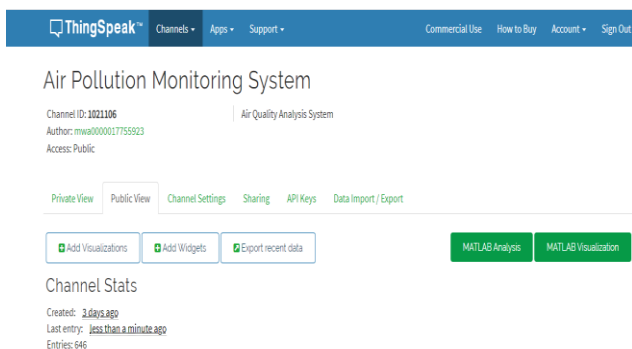 ThingSpeak™ Channels Apps Support Commercial Use How to Buy Account Sign Out
Air Pollution Monitoring System
Channel ID: 1021106 Air Quality Analysis System
Author: mwa0000017755923
Access: Public
Private View Public View Channel Settings Sharing API Keys Data Import / Export
Add Visualizations Add Widgets Export recent data MATLAB Analysis MATLAB Visualization
Channel Stats
Created: 3 days ago
Last entry: less than a minute ago
Entries: 646